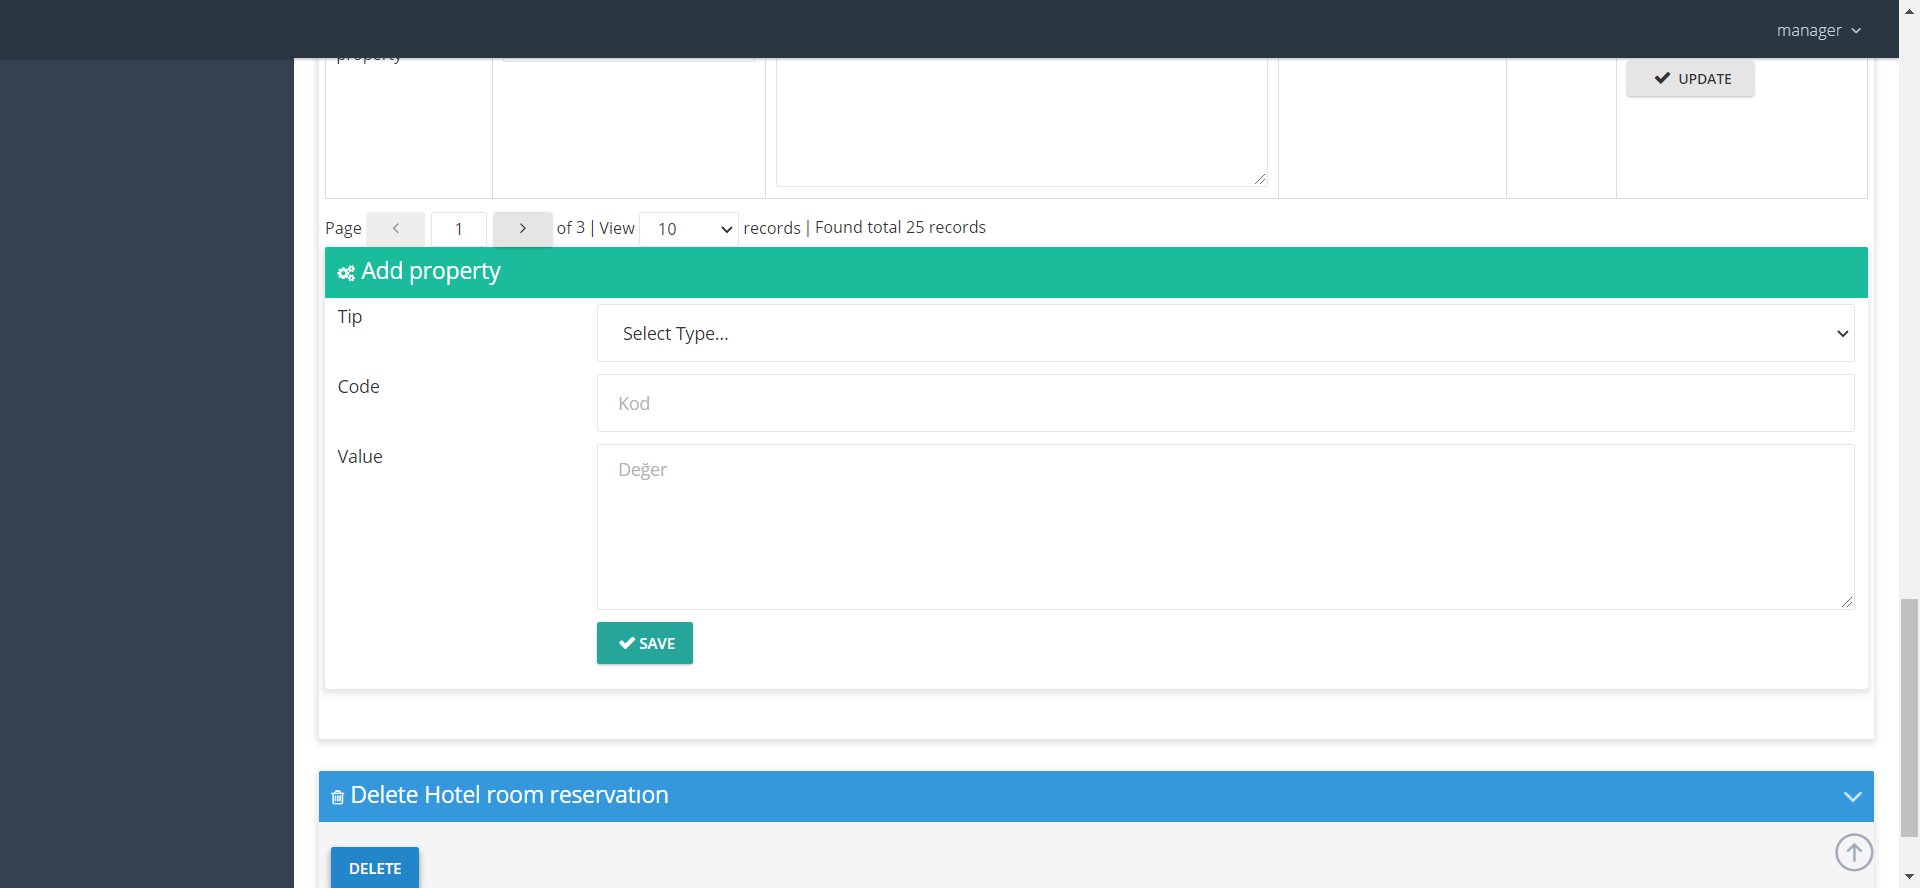 manager
property
UPDATE
Page 1 of 3 | View 10 records | Found total 25 records
Add property
Tip
Select Type...
Code
Kod
Value
Değer
SAVE
Delete Hotel room reservatıon
DELETE